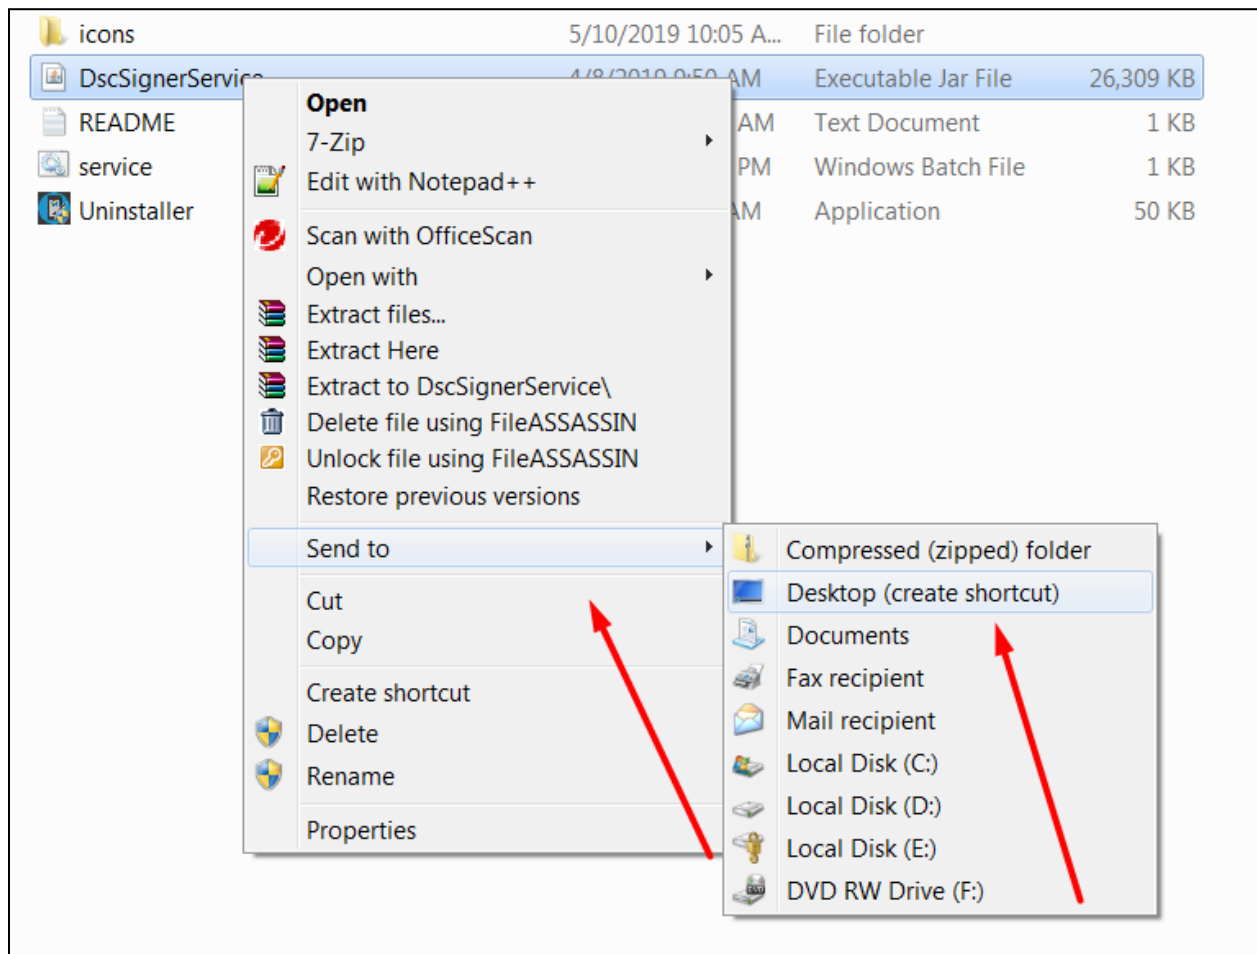 icons 5/10/2019 10:05 A... File folder
DscSignerService AM Executable Jar File 26,309 KB
README AM Text Document 1 KB
service PM Windows Batch File 1 KB
Uninstaller AM Application 50 KB
Open
7-Zip
Edit with Notepad++
Scan with OfficeScan
Open with
Extract files...
Extract Here
Extract to DscSignerService\
Delete file using FileASSASSIN
Unlock file using FileASSASSIN
Restore previous versions
Send to
Cut
Copy
Create shortcut
Delete
Rename
Properties
Compressed (zipped) folder
Desktop (create shortcut)
Documents
Fax recipient
Mail recipient
Local Disk (C:)
Local Disk (D:)
Local Disk (E:)
DVD RW Drive (F:)